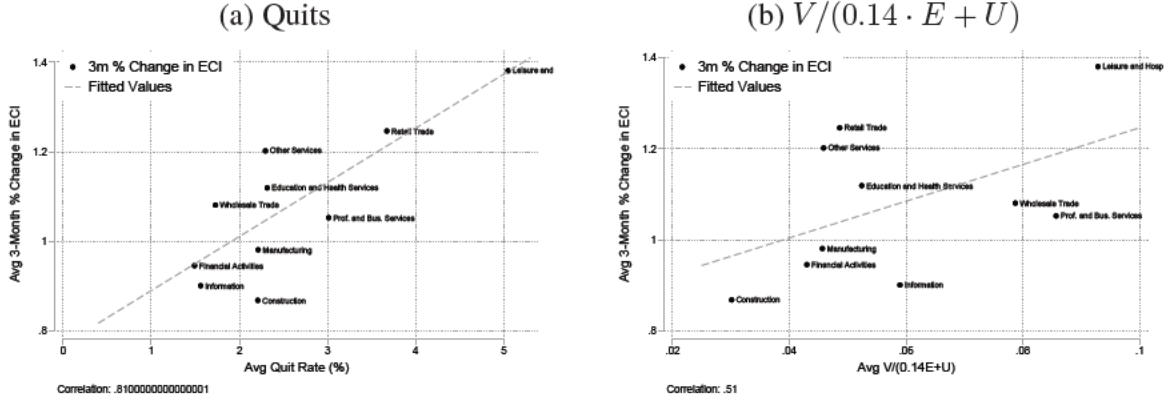 (a) Quits
1.4
3m % Change in ECI
Fitted Values
Leisure and
Retail Trade
1.2
Other Services
Education and Health Services
Wholesale Trade
Prof. and Bus. Services
1
Manufacturing
Financial Activities
Information
Construction
.8
0 1 2 3 4 5
Avg 3-Month % Change in ECI
Avg Quit Rate (%)
Correlation: .8100000000000001
(b) V/(0.14 · E + U)
1.4
3m % Change in ECI
Fitted Values
Leisure and Hosp
Retail Trade
1.2
Other Services
Education and Health Services
Wholesale Trade
Prof. and Bus. Services
1
Manufacturing
Financial Activities
Information
Construction
.8
.02 .04 .06 .08 .1
Avg 3-Month % Change in ECI
Avg V/(0.14E+U)
Correlation: .51